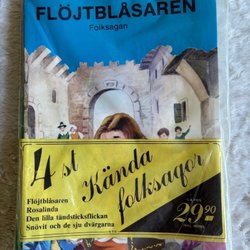 FLÖJTBLÅSAREN
Folksagan
4 st
Kända
folksagor
Flöjtblåsaren
Rosalinda
Den lilla tändsticksflickan
Snövit och de sju dvärgarna
29.90